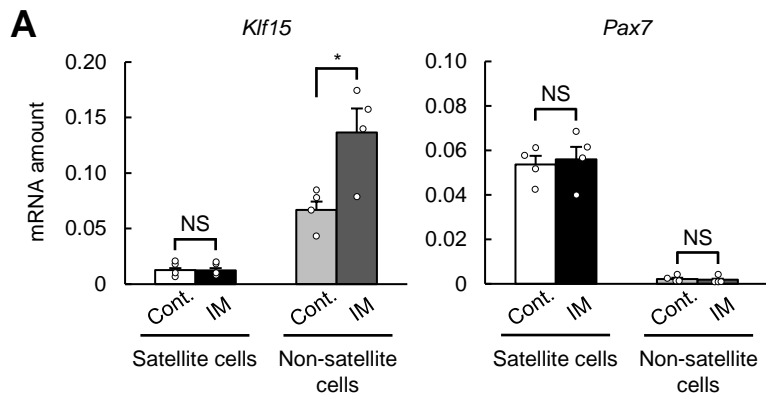 A
Klf15
Pax7
mRNA amount
0.20
0.15
0.10
0.05
0
*
NS
Cont.
IM
Cont.
IM
Satellite cells
Non-satellite
cells
0.10
0.08
0.06
0.04
0.02
0
NS
NS
Cont.
IM
Cont.
IM
Satellite cells
Non-satellite
cells